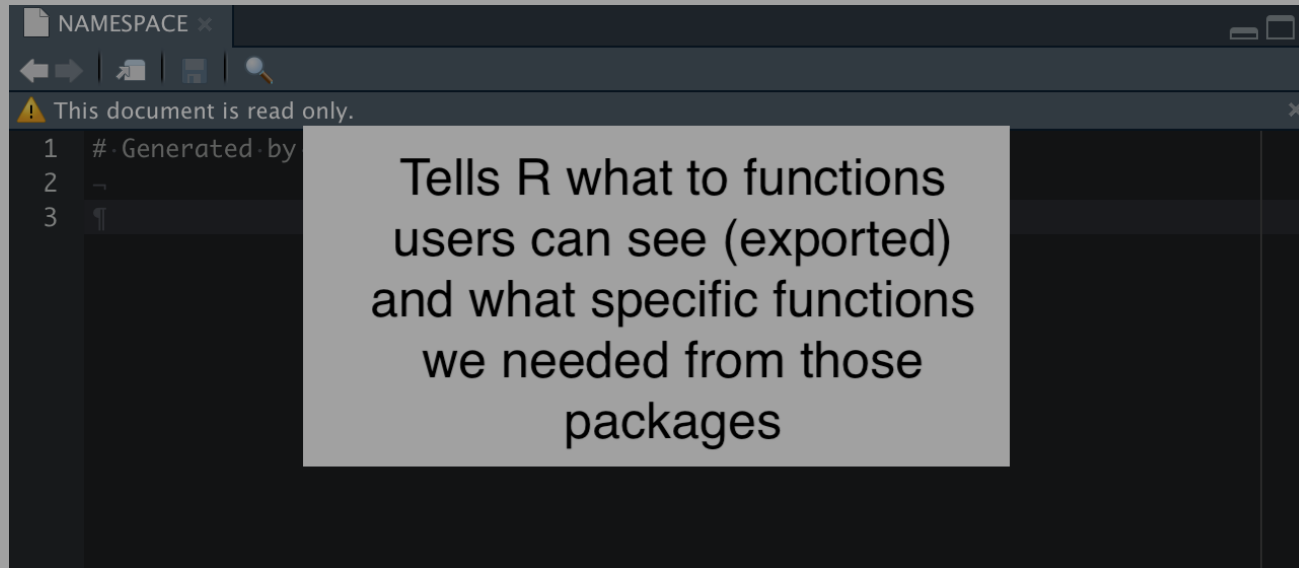 NAMESPACE
This document is read only.
1 # Generated by
2
3
Tells R what to functions
users can see (exported)
and what specific functions
we needed from those
packages